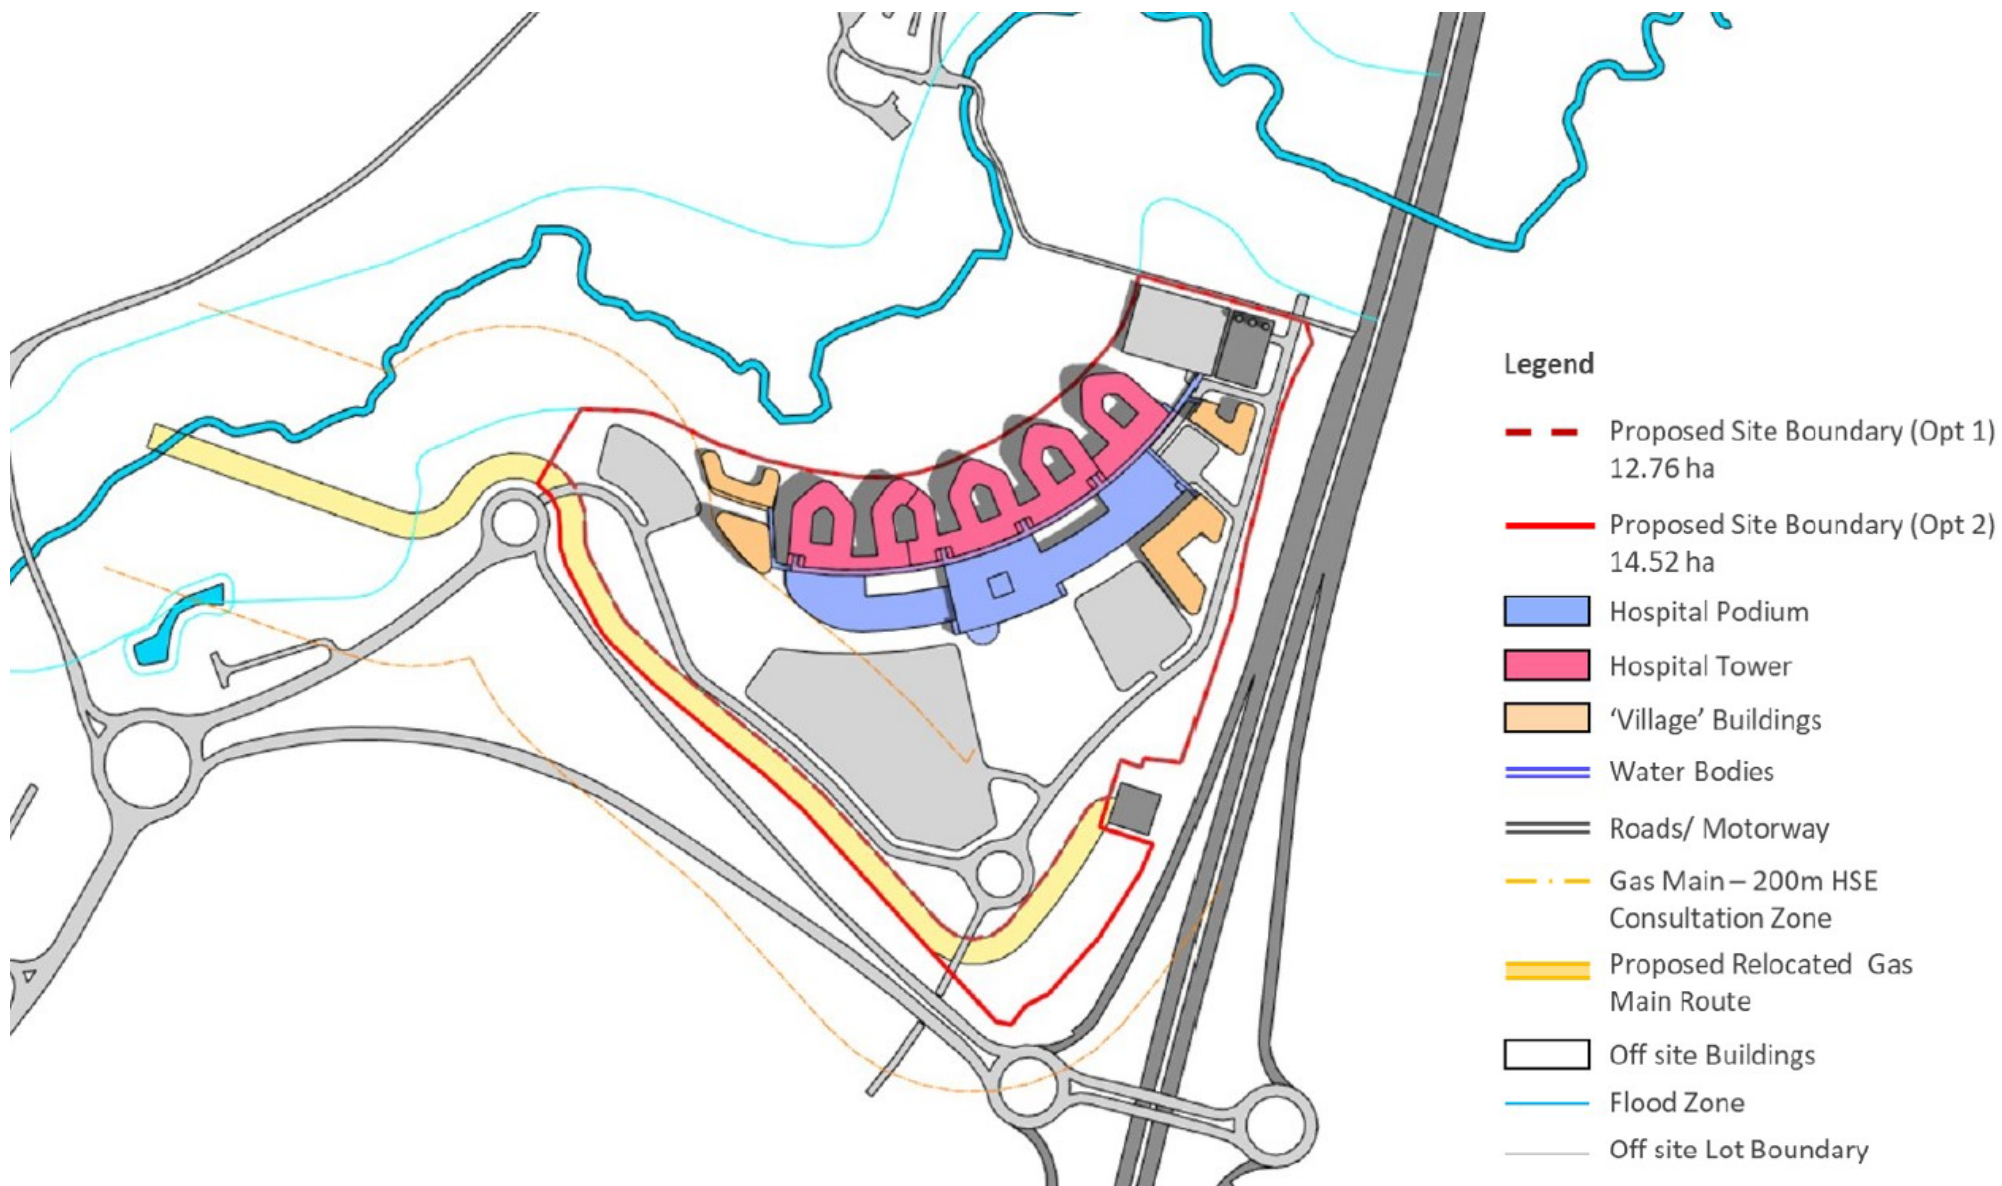 Legend
Proposed Site Boundary (Opt 1)
12.76 ha
Proposed Site Boundary (Opt 2)
14.52 ha
Hospital Podium
Hospital Tower
‘Village’ Buildings
Water Bodies
Roads/ Motorway
Gas Main – 200m HSE
Consultation Zone
Proposed Relocated Gas
Main Route
Off site Buildings
Flood Zone
Off site Lot Boundary